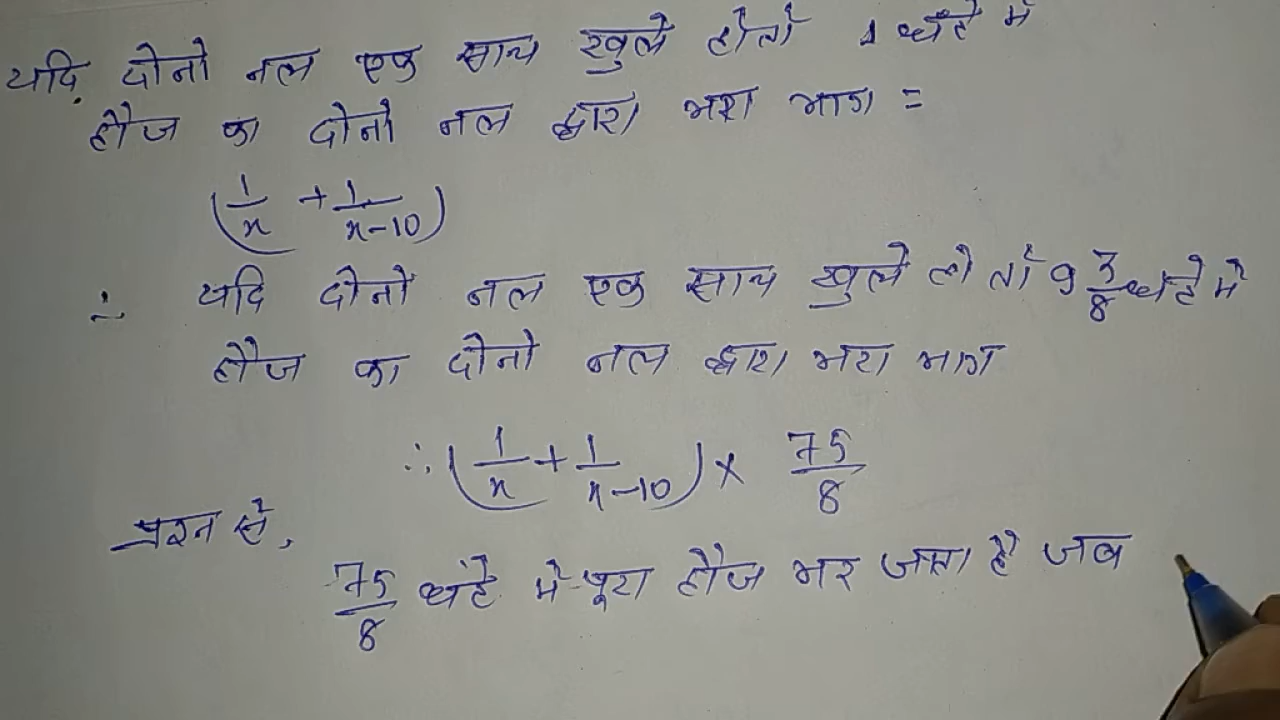 यदि दोनो नल एक साथ खुले हो तो 1 घंटे में
हौज का दोनो नल द्वारा भरा भाग =
(1/x + 1/x-10)
∴ यदि दोनों नल एक साथ खुले हो तो 9 3/8 घंटे में
हौज का दोनो नल द्वारा भरा भाग
∴ (1/x + 1/x-10) × 75/8
प्रश्न से,
75/8 घंटे में पूरा हौज भर जाता है जब